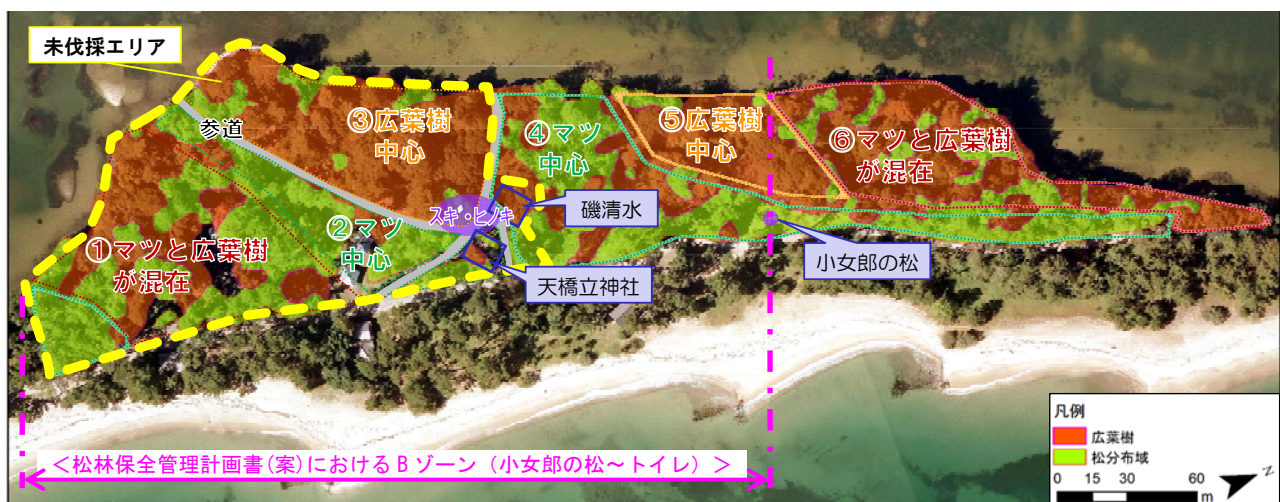 未伐採エリア
参道
③広葉樹
中心
④マツ
中心
⑤広葉樹
中心
⑥マツと広葉樹
が混在
スギ・ヒノキ
磯清水
②マツ
中心
①マツと広葉樹
が混在
小女郎の松
天橋立神社
＜松林保全管理計画書(案)におけるBゾーン（小女郎の松～トイレ）＞
凡例
広葉樹
松分布域
0 15 30 60
m
Z